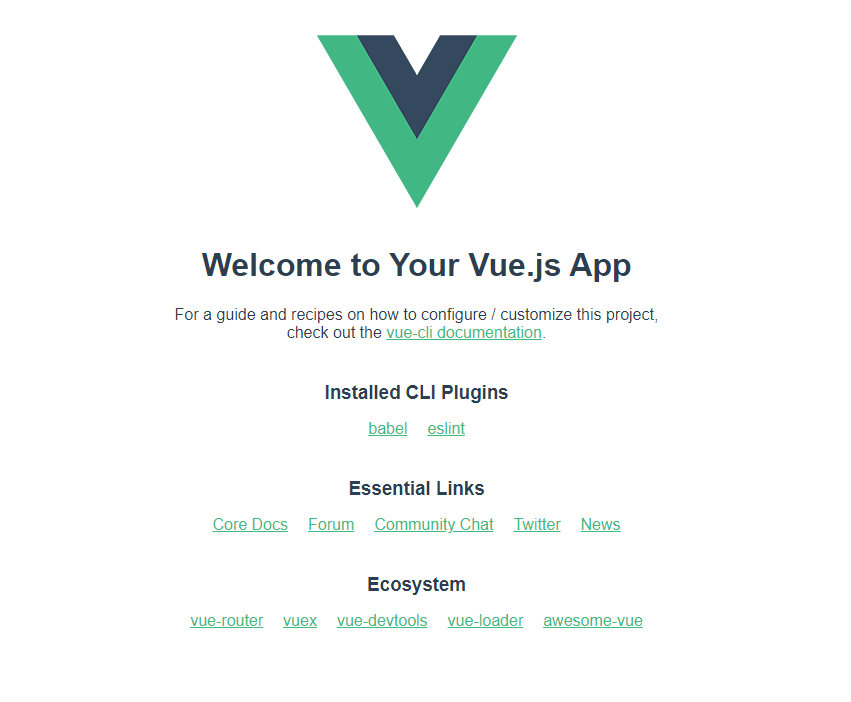 Welcome to Your Vue.js App
For a guide and recipes on how to configure / customize this project,
check out the vue-cli documentation.
Installed CLI Plugins
babel eslint
Essential Links
Core Docs Forum Community Chat Twitter News
Ecosystem
vue-router vuex vue-devtools vue-loader awesome-vue